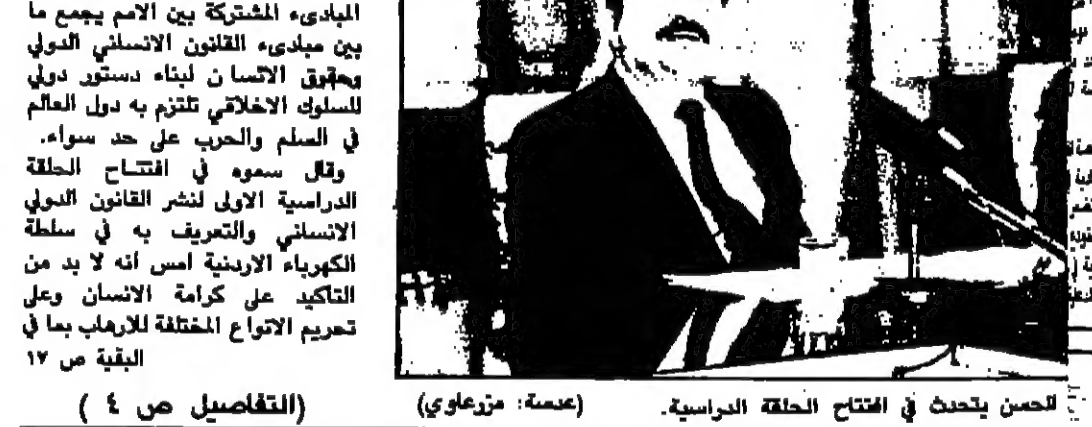 المبادىء المشتركة بين الامم يجمع ما
بين مبادىء القانون الانساني الدولي
وحقوق الانسان لبناء دستور دولي
للسلوك الاخلاقي تلتزم به دول العالم
في السلم والحرب على حد سواء.
وقال سموه في افتتاح الحلقة
الدراسية الاولى لنشر القانون الدولي
الانساني والتعريف به في سلطة
الكهرباء الاردنية امس أنه لا بد من
التاكيد على كرامة الانسان وعلى
تحريم الانواع المختلفة للارهاب بما في
البقية ص ١٧
(التفاصيل ص ٤ )
الحسن يتحدث في افتتاح الحلقة الدراسية. (عدسة: مزرعاوي)